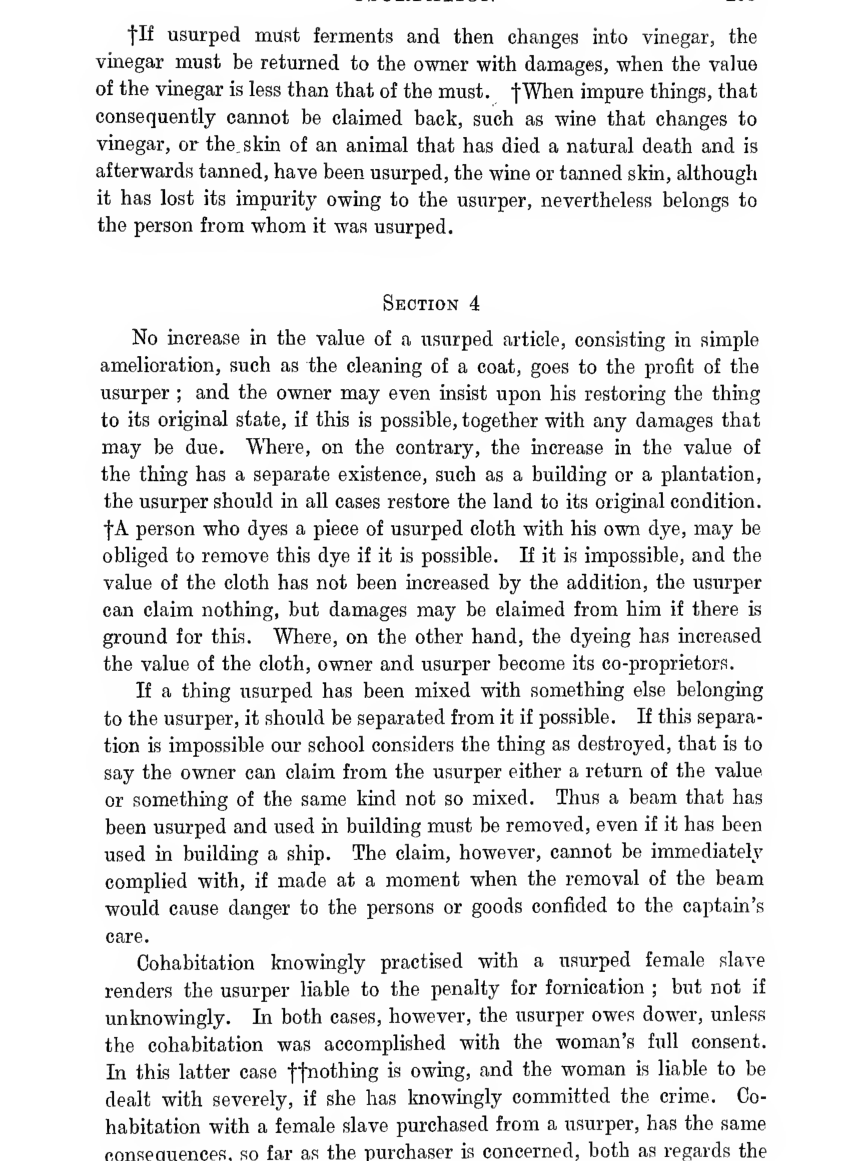 †If usurped must ferments and then changes into vinegar, the
vinegar must be returned to the owner with damages, when the value
of the vinegar is less than that of the must. †When impure things, that
consequently cannot be claimed back, such as wine that changes to
vinegar, or the skin of an animal that has died a natural death and is
afterwards tanned, have been usurped, the wine or tanned skin, although
it has lost its impurity owing to the usurper, nevertheless belongs to
the person from whom it was usurped.
Section 4
No increase in the value of a usurped article, consisting in simple
amelioration, such as the cleaning of a coat, goes to the profit of the
usurper ; and the owner may even insist upon his restoring the thing
to its original state, if this is possible, together with any damages that
may be due. Where, on the contrary, the increase in the value of
the thing has a separate existence, such as a building or a plantation,
the usurper should in all cases restore the land to its original condition.
†A person who dyes a piece of usurped cloth with his own dye, may be
obliged to remove this dye if it is possible. If it is impossible, and the
value of the cloth has not been increased by the addition, the usurper
can claim nothing, but damages may be claimed from him if there is
ground for this. Where, on the other hand, the dyeing has increased
the value of the cloth, owner and usurper become its co-proprietors.
If a thing usurped has been mixed with something else belonging
to the usurper, it should be separated from it if possible. If this separa-
tion is impossible our school considers the thing as destroyed, that is to
say the owner can claim from the usurper either a return of the value
or something of the same kind not so mixed. Thus a beam that has
been usurped and used in building must be removed, even if it has been
used in building a ship. The claim, however, cannot be immediately
complied with, if made at a moment when the removal of the beam
would cause danger to the persons or goods confided to the captain's
care.
Cohabitation knowingly practised with a usurped female slave
renders the usurper liable to the penalty for fornication ; but not if
unknowingly. In both cases, however, the usurper owes dower, unless
the cohabitation was accomplished with the woman's full consent.
In this latter case ††nothing is owing, and the woman is liable to be
dealt with severely, if she has knowingly committed the crime. Co-
habitation with a female slave purchased from a usurper, has the same
consequences, so far as the purchaser is concerned, both as regards the